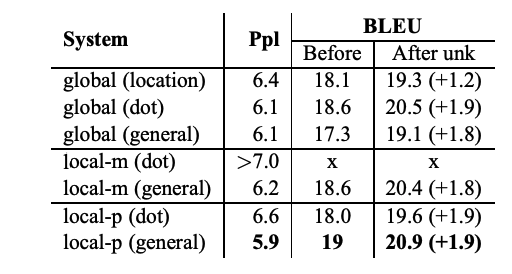 System Ppl BLEU
Before After unk
global (location) 6.4 18.1 19.3 (+1.2)
global (dot) 6.1 18.6 20.5 (+1.9)
global (general) 6.1 17.3 19.1 (+1.8)
local-m (dot) >7.0 x x
local-m (general) 6.2 18.6 20.4 (+1.8)
local-p (dot) 6.6 18.0 19.6 (+1.9)
local-p (general) 5.9 19 20.9 (+1.9)